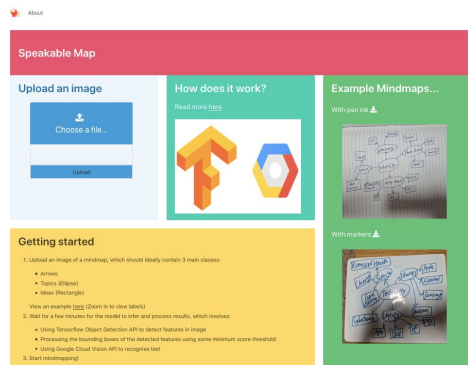 About
Speakable Map
Upload an image
Choose a file...
Upload
How does it work?
Read more here
Example Mindmaps...
With pen ink
With markers
Getting started
1. Upload an image of a mindmap, which should ideally contain 3 main classes:
Arrows
Topics (Ellipse)
Ideas (Rectangle)
View an example here (Zoom in to view labels)
2. Wait for a few minutes for the model to infer and process results, which involves:
Using Tensorflow Object Detection API to detect features in image
Processing the bounding boxes of the detected features using some minimum score threshold
Using Google Cloud Vision API to recognise text
3. Start mindmapping!